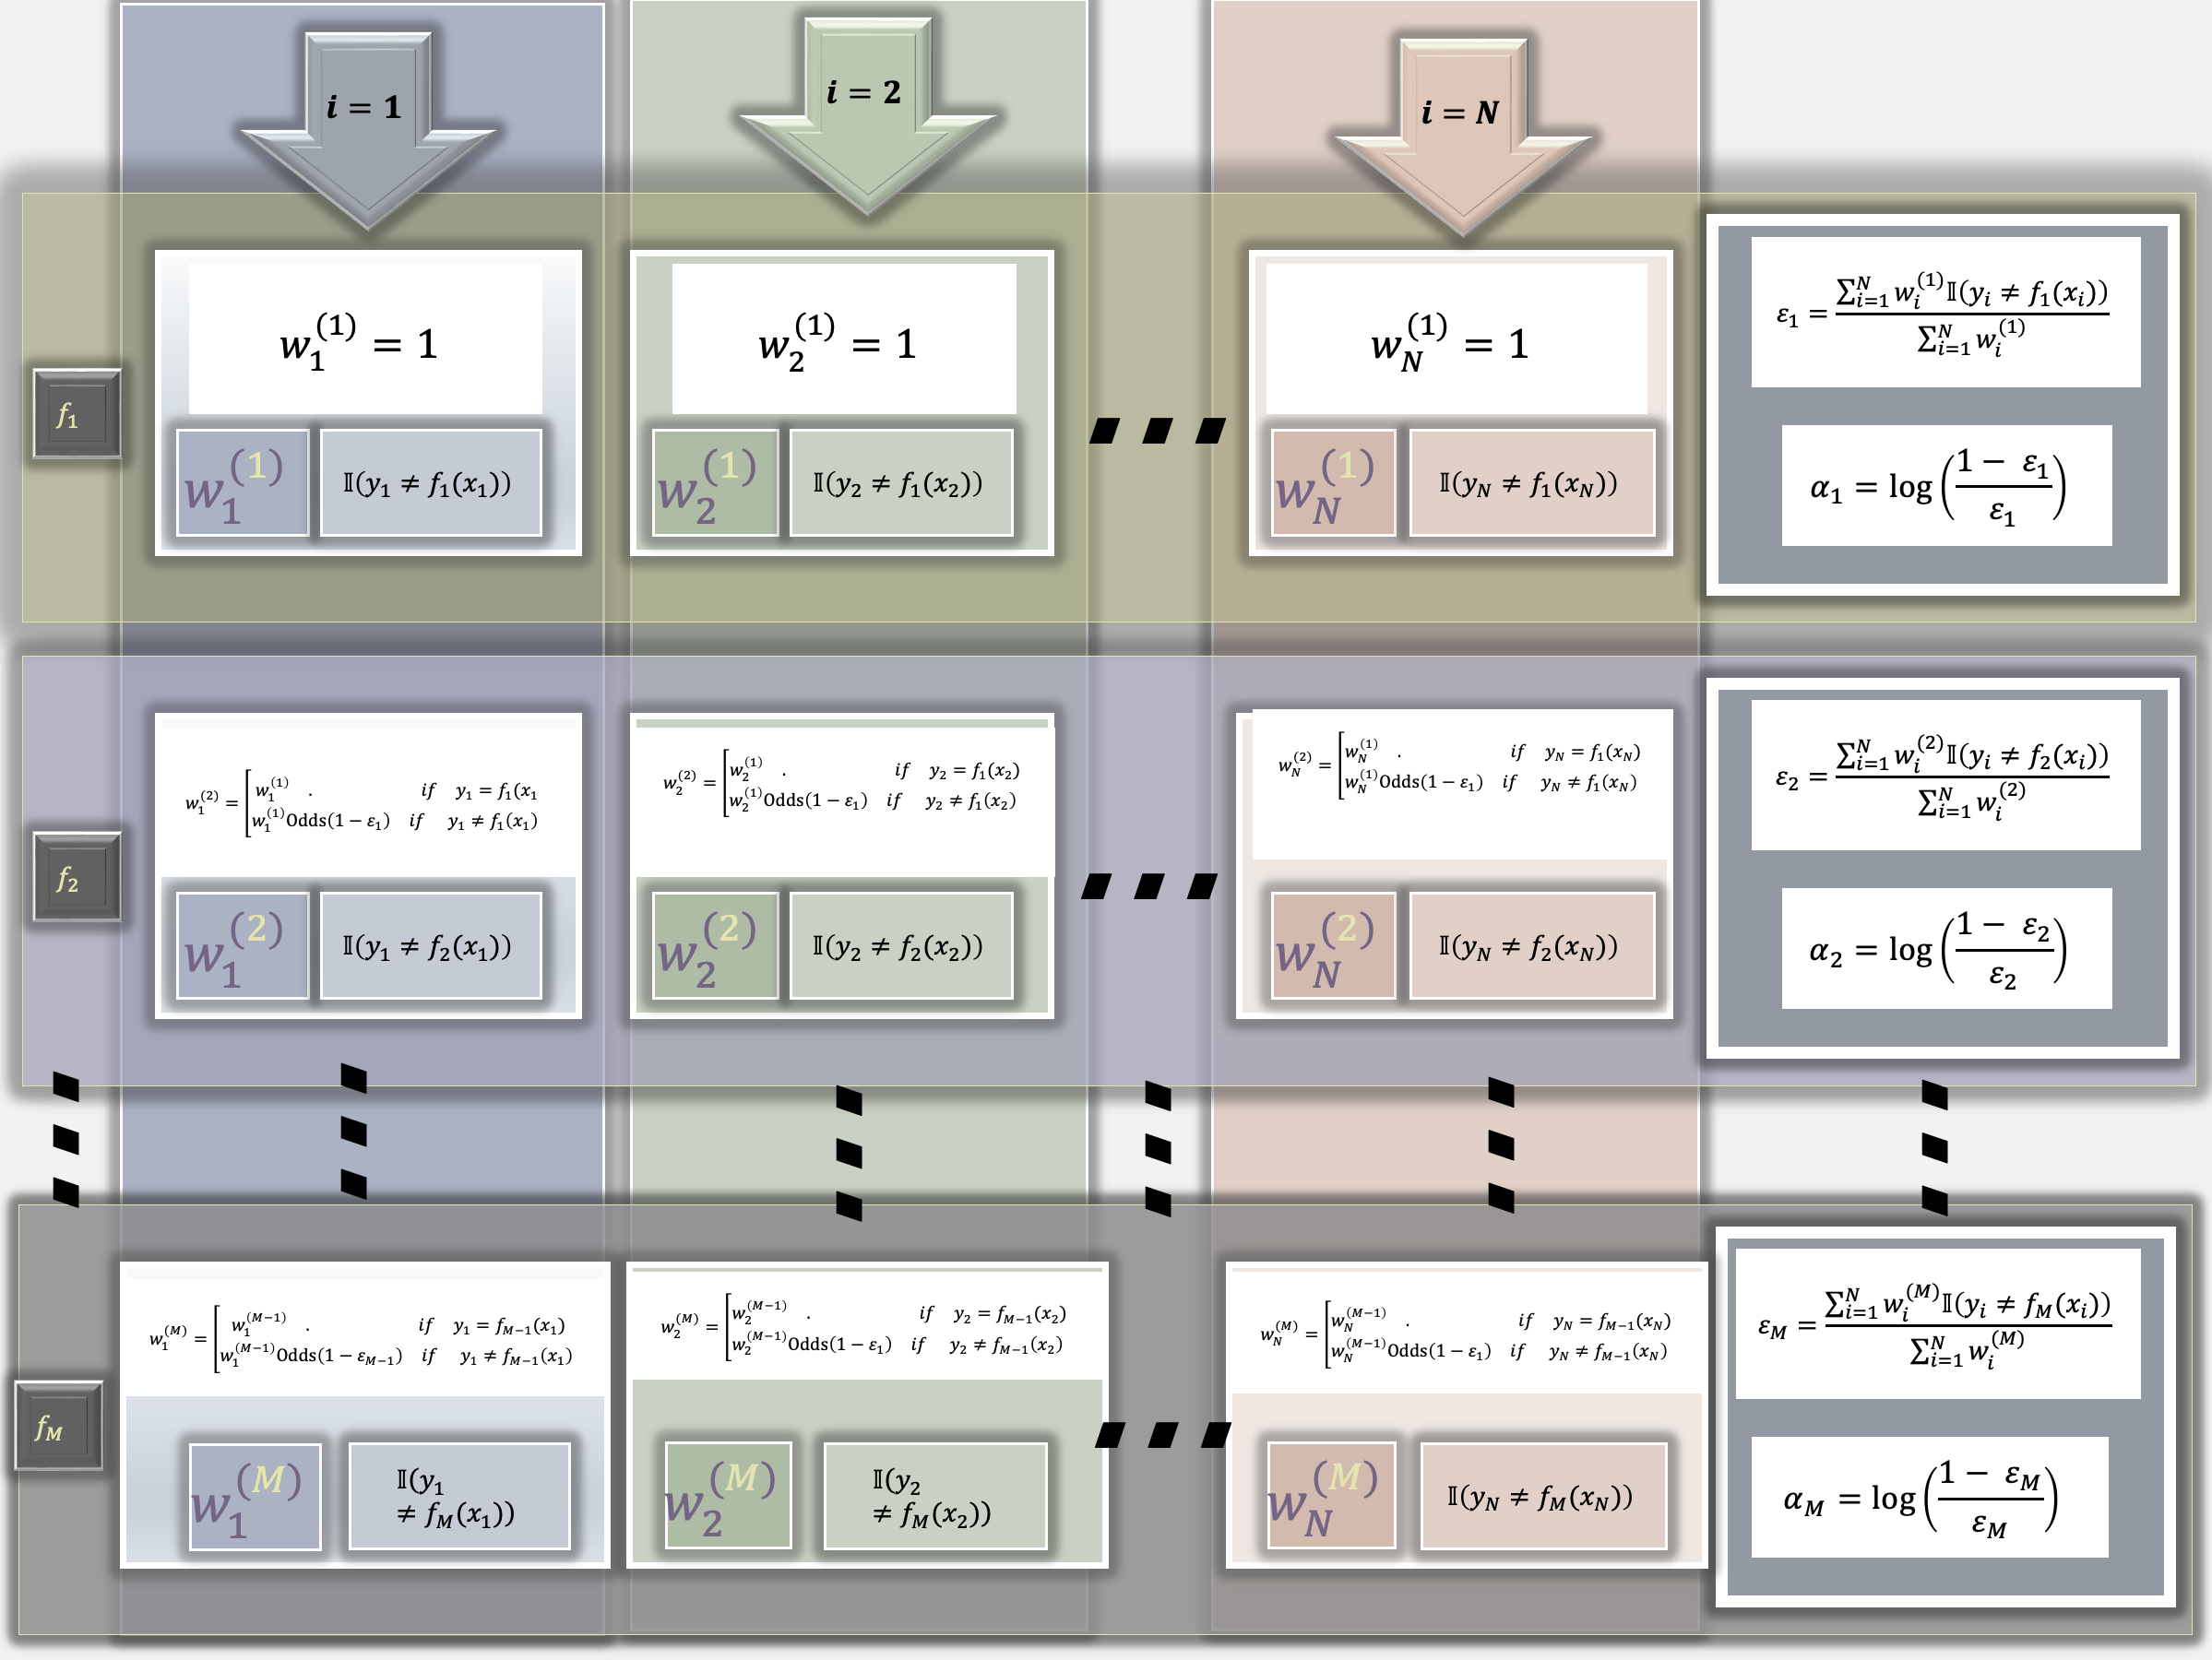 i = 1
i = 2
i = N
f₁
w₁⁽¹⁾ = 1
w₁⁽¹⁾ 𝕀(y₁ ≠ f₁(x₁))
w₂⁽¹⁾ = 1
w₂⁽¹⁾ 𝕀(y₂ ≠ f₁(x₂))
w_N⁽¹⁾ = 1
w_N⁽¹⁾ 𝕀(y_N ≠ f₁(x_N))
ε₁ = ∑ᵢ₌₁ᴺ wᵢ⁽¹⁾𝕀(yᵢ ≠ f₁(xᵢ)) / ∑ᵢ₌₁ᴺ wᵢ⁽¹⁾
α₁ = log((1 − ε₁) / ε₁)
f₂
w₁⁽²⁾ = [ w₁⁽¹⁾ . if y₁ = f₁(x₁
w₁⁽¹⁾Odds(1 − ε₁) if y₁ ≠ f₁(x₁)
w₁⁽²⁾ 𝕀(y₁ ≠ f₂(x₁))
w₂⁽²⁾ = [ w₂⁽¹⁾ . if y₂ = f₁(x₂)
w₂⁽¹⁾Odds(1 − ε₁) if y₂ ≠ f₁(x₂)
w₂⁽²⁾ 𝕀(y₂ ≠ f₂(x₂))
w_N⁽²⁾ = [ w_N⁽¹⁾ . if y_N = f₁(x_N)
w_N⁽¹⁾Odds(1 − ε₁) if y_N ≠ f₁(x_N)
w_N⁽²⁾ 𝕀(y_N ≠ f₂(x_N))
ε₂ = ∑ᵢ₌₁ᴺ wᵢ⁽²⁾𝕀(yᵢ ≠ f₂(xᵢ)) / ∑ᵢ₌₁ᴺ wᵢ⁽²⁾
α₂ = log((1 − ε₂) / ε₂)
f_M
w₁^(M) = [ w₁^(M−1) . if y₁ = f_{M−1}(x₁)
w₁^(M−1)Odds(1 − ε_{M−1}) if y₁ ≠ f_{M−1}(x₁)
w₁^(M) 𝕀(y₁
≠ f_M(x₁))
w₂^(M) = [ w₂^(M−1) . if y₂ = f_{M−1}(x₂)
w₂^(M−1)Odds(1 − ε₁) if y₂ ≠ f_{M−1}(x₂)
w₂^(M) 𝕀(y₂
≠ f_M(x₂))
w_N^(M) = [ w_N^(M−1) . if y_N = f_{M−1}(x_N)
w_N^(M−1)Odds(1 − ε₁) if y_N ≠ f_{M−1}(x_N)
w_N^(M) 𝕀(y_N ≠ f_M(x_N))
ε_M = ∑ᵢ₌₁ᴺ wᵢ^(M)𝕀(yᵢ ≠ f_M(xᵢ)) / ∑ᵢ₌₁ᴺ wᵢ^(M)
α_M = log((1 − ε_M) / ε_M)